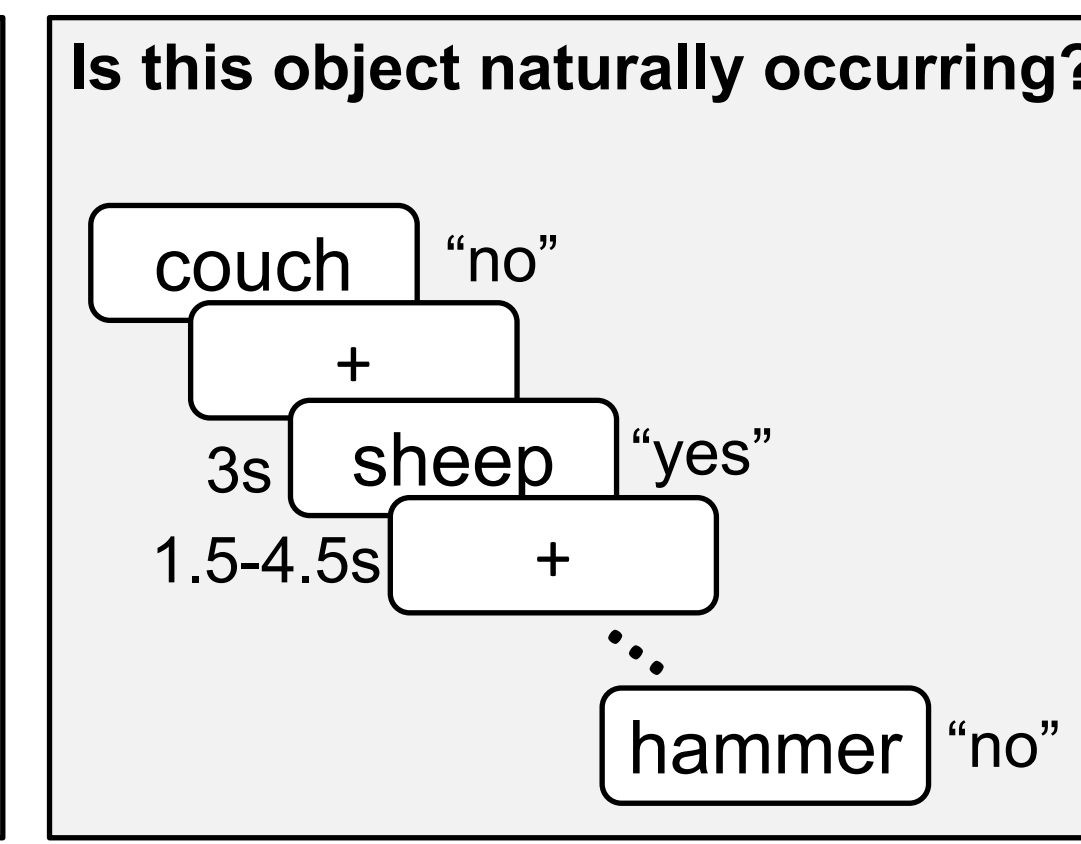 Is this object naturally occurring?
couch “no”
+
3s sheep “yes”
1.5-4.5s +
hammer “no”